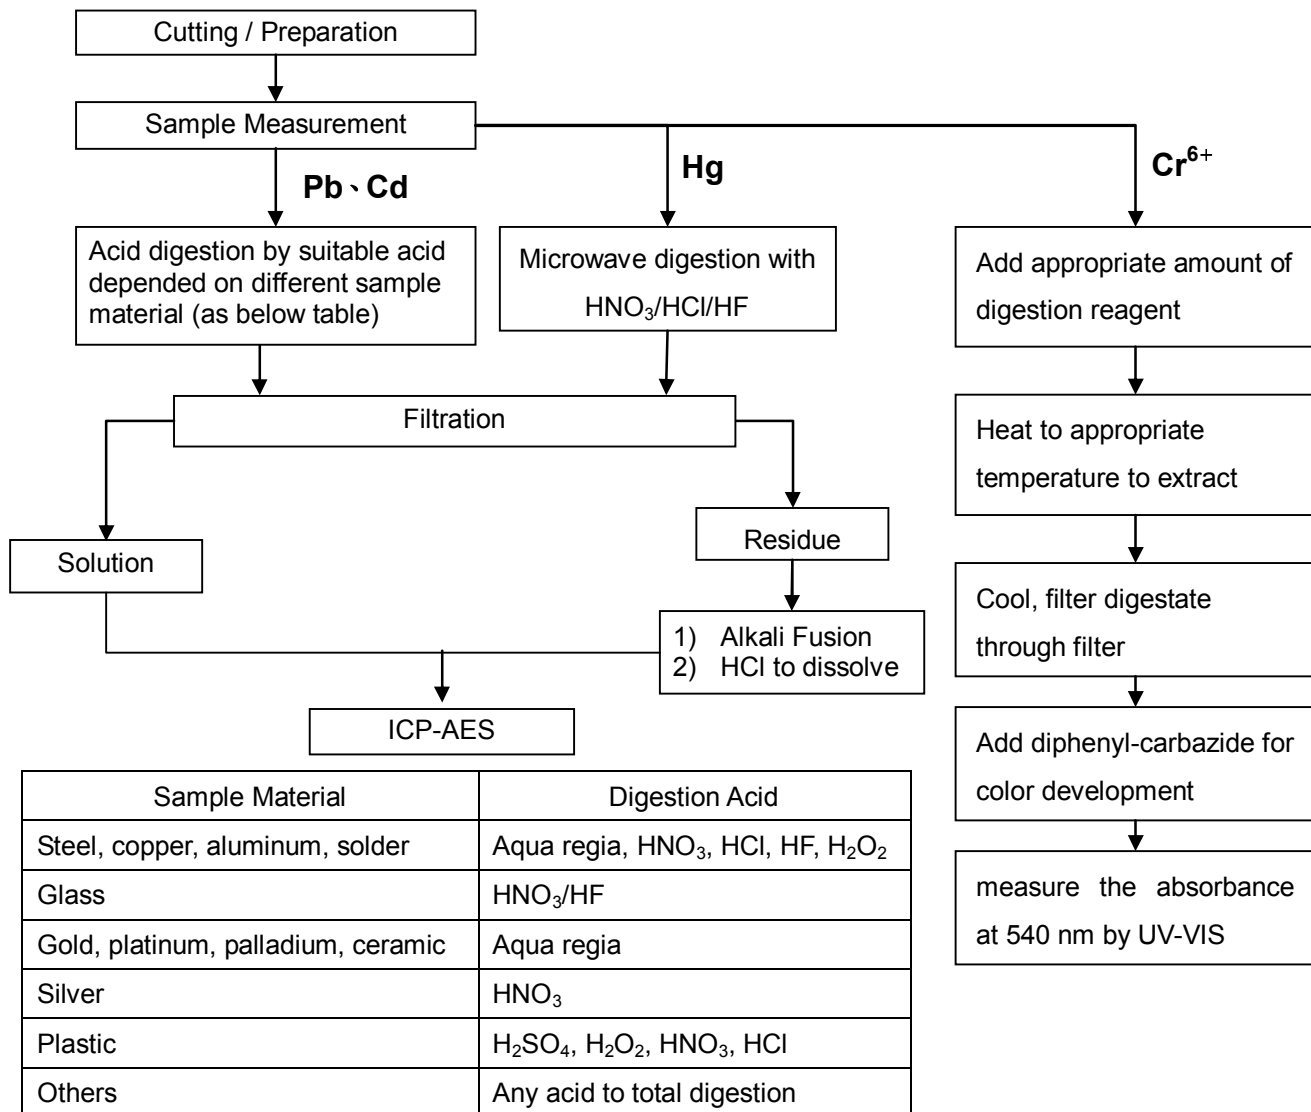 Cutting / Preparation
Sample Measurement
Pb、Cd
Hg
Cr⁶⁺
Acid digestion by suitable acid
depended on different sample
material (as below table)
Microwave digestion with
HNO₃/HCl/HF
Add appropriate amount of
digestion reagent
Filtration
Heat to appropriate
temperature to extract
Solution
Residue
1) Alkali Fusion
2) HCl to dissolve
Cool, filter digestate
through filter
ICP-AES
Add diphenyl-carbazide for
color development
measure the absorbance
at 540 nm by UV-VIS
Sample Material Digestion Acid
Steel, copper, aluminum, solder Aqua regia, HNO₃, HCl, HF, H₂O₂
Glass HNO₃/HF
Gold, platinum, palladium, ceramic Aqua regia
Silver HNO₃
Plastic H₂SO₄, H₂O₂, HNO₃, HCl
Others Any acid to total digestion